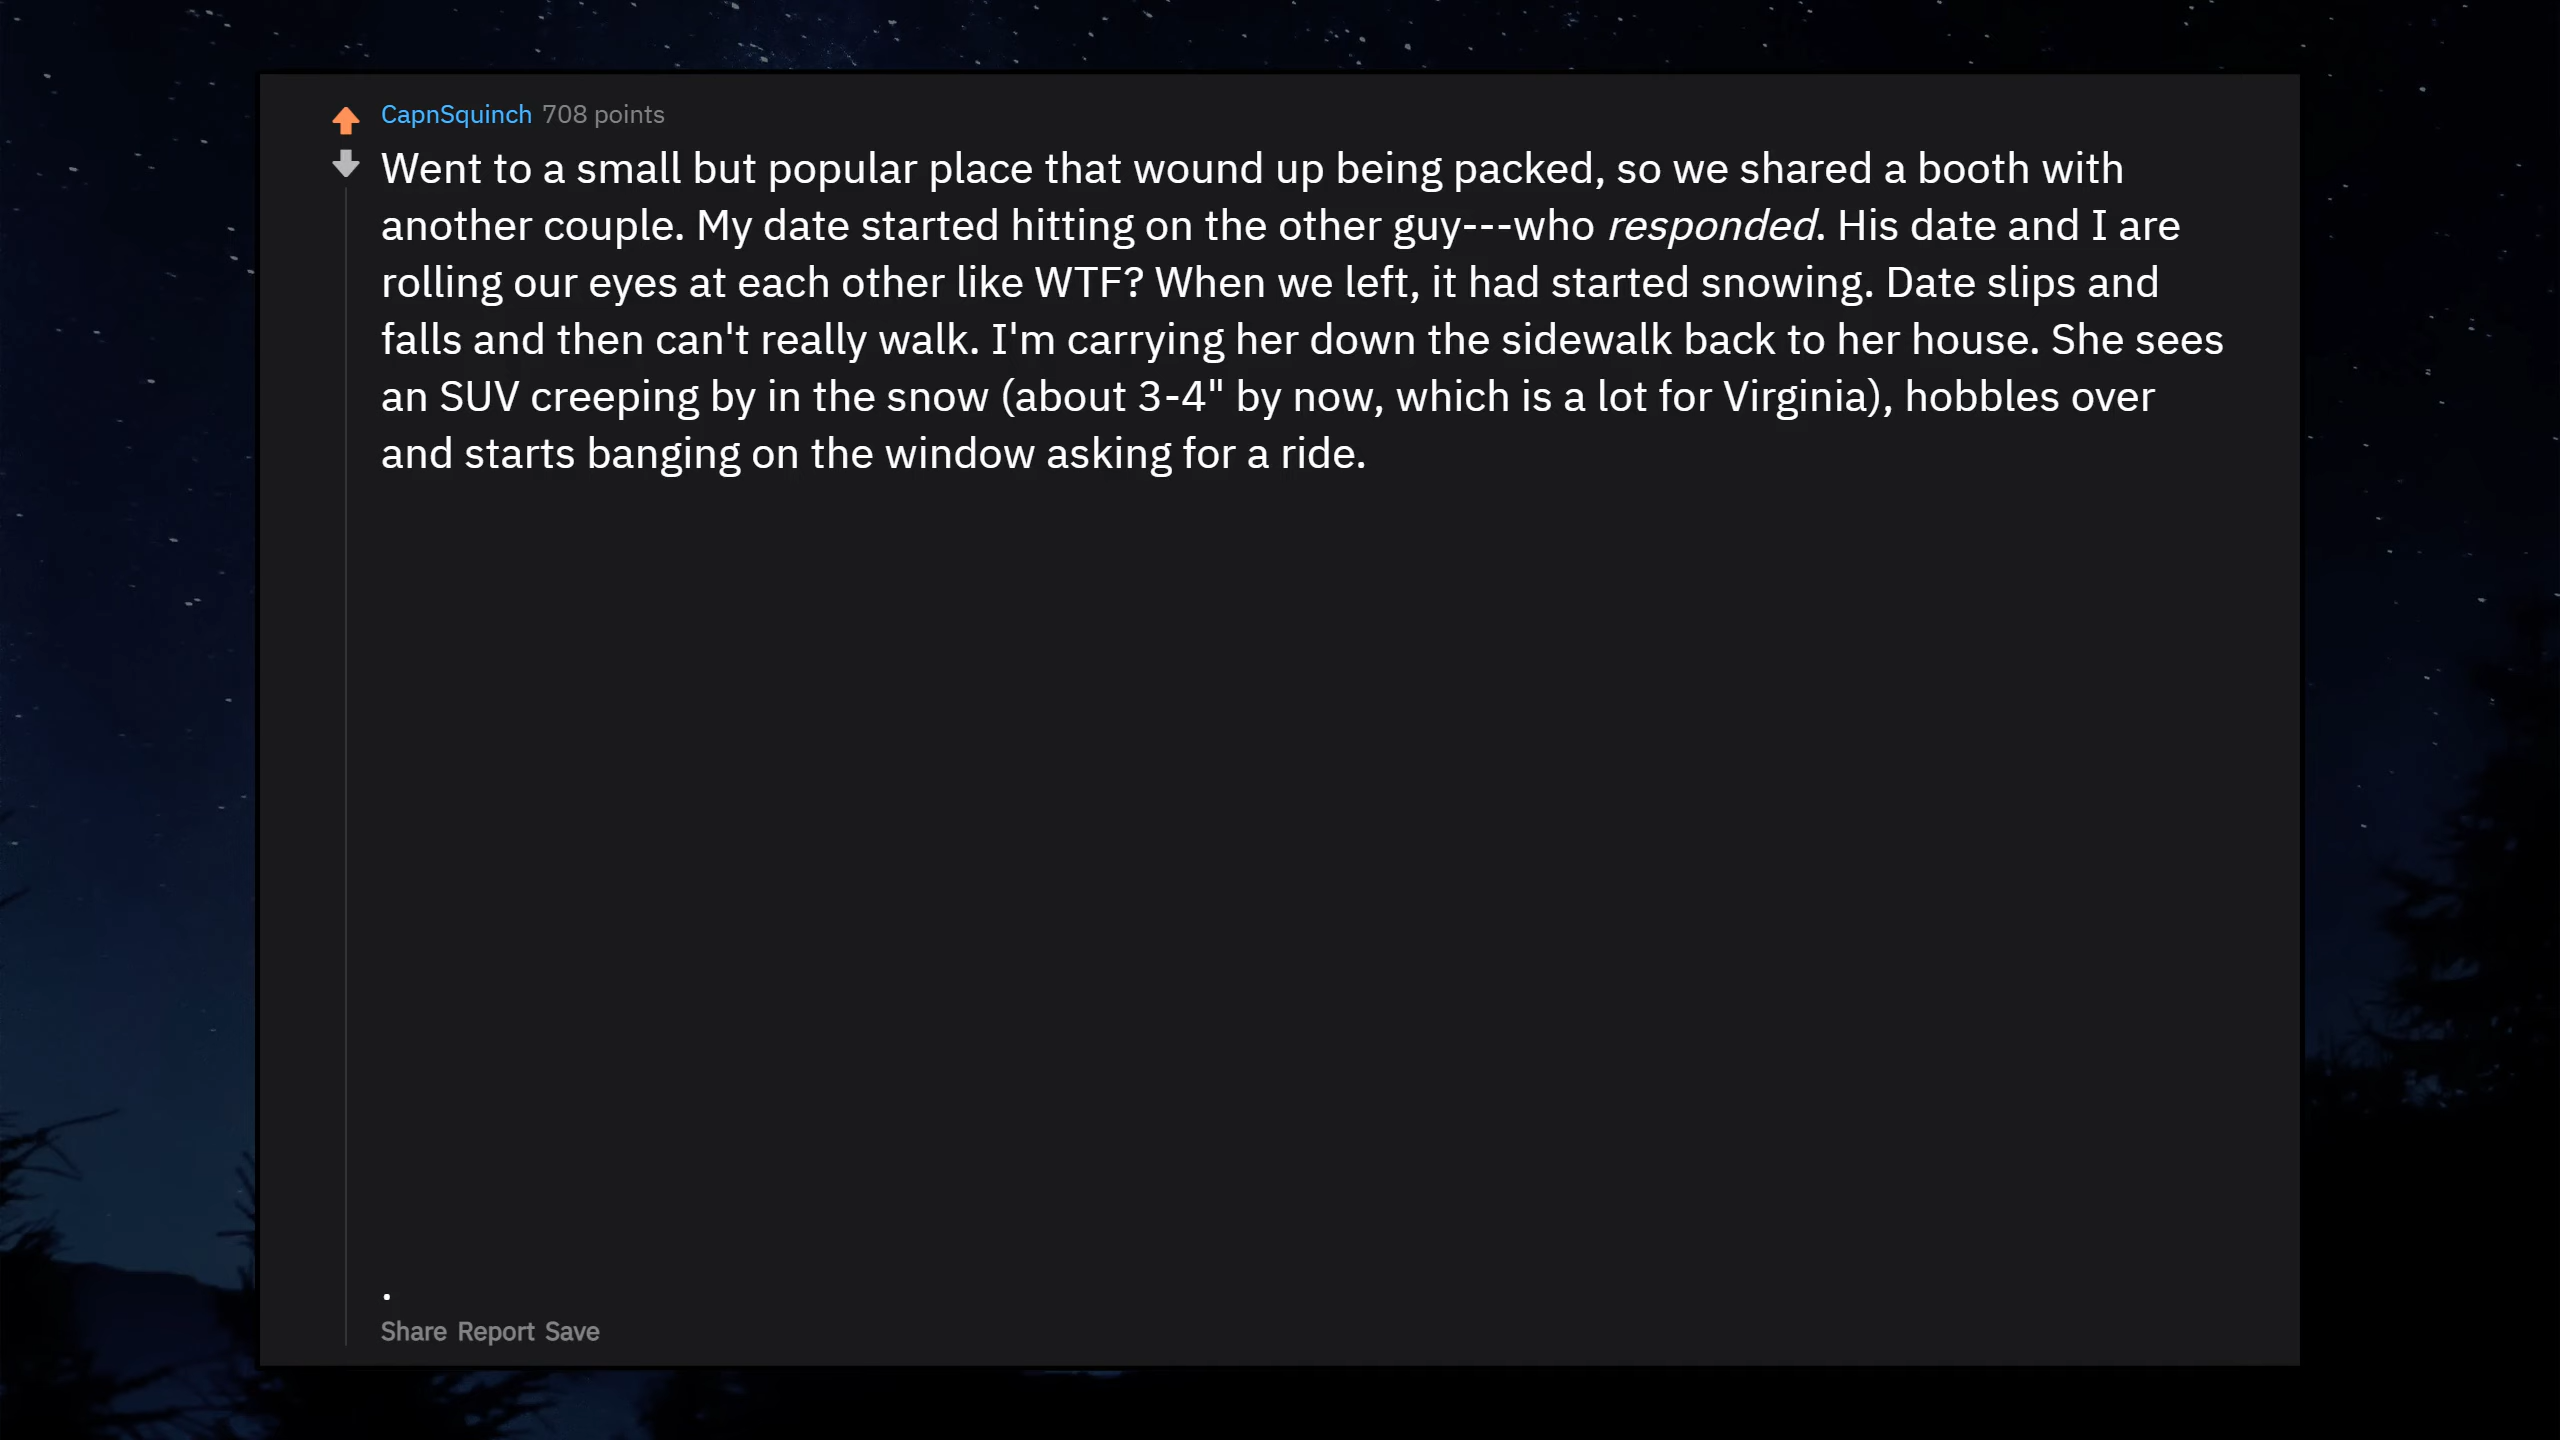 CapnSquinch 708 points
Went to a small but popular place that wound up being packed, so we shared a booth with
another couple. My date started hitting on the other guy---who responded. His date and I are
rolling our eyes at each other like WTF? When we left, it had started snowing. Date slips and
falls and then can't really walk. I'm carrying her down the sidewalk back to her house. She sees
an SUV creeping by in the snow (about 3-4" by now, which is a lot for Virginia), hobbles over
and starts banging on the window asking for a ride.
.
Share Report Save